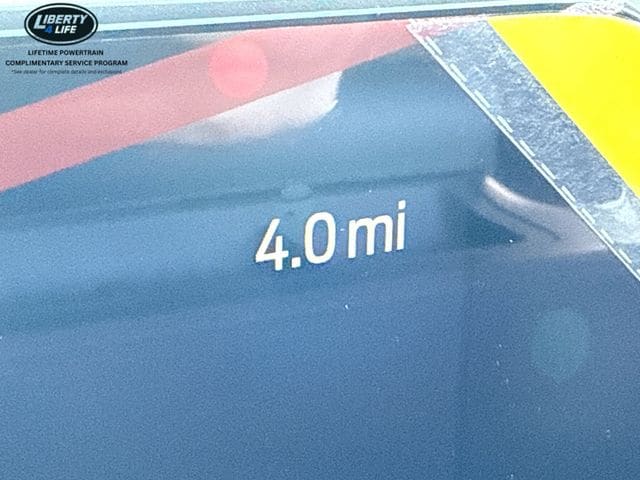 LIBERTY
4 LIFE
LIFETIME POWERTRAIN
COMPLIMENTARY SERVICE PROGRAM
*See dealer for complete details and exclusions
4.0 mi